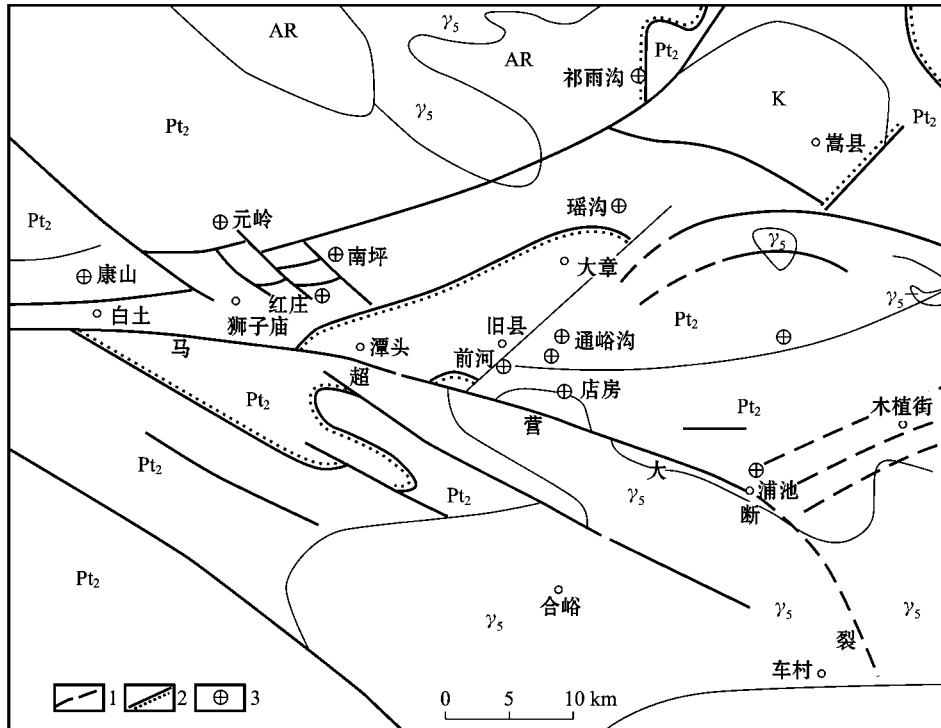 γ₅
AR
AR
Pt₂
祁雨沟
K
γ₅
Pt₂
Pt₂
嵩县
瑶沟
元岭
Pt₂
南坪
γ₅
康山
大章
红庄
γ₅
白土
狮子庙
旧县
通峪沟
Pt₂
马
潭头
前河
超
店房
Pt₂
营
Pt₂
木植街
Pt₂
大
Pt₂
γ₅
浦池
断
Pt₂
合峪
γ₅
γ₅
γ₅
裂
车村
1
2
3
0 5 10 km